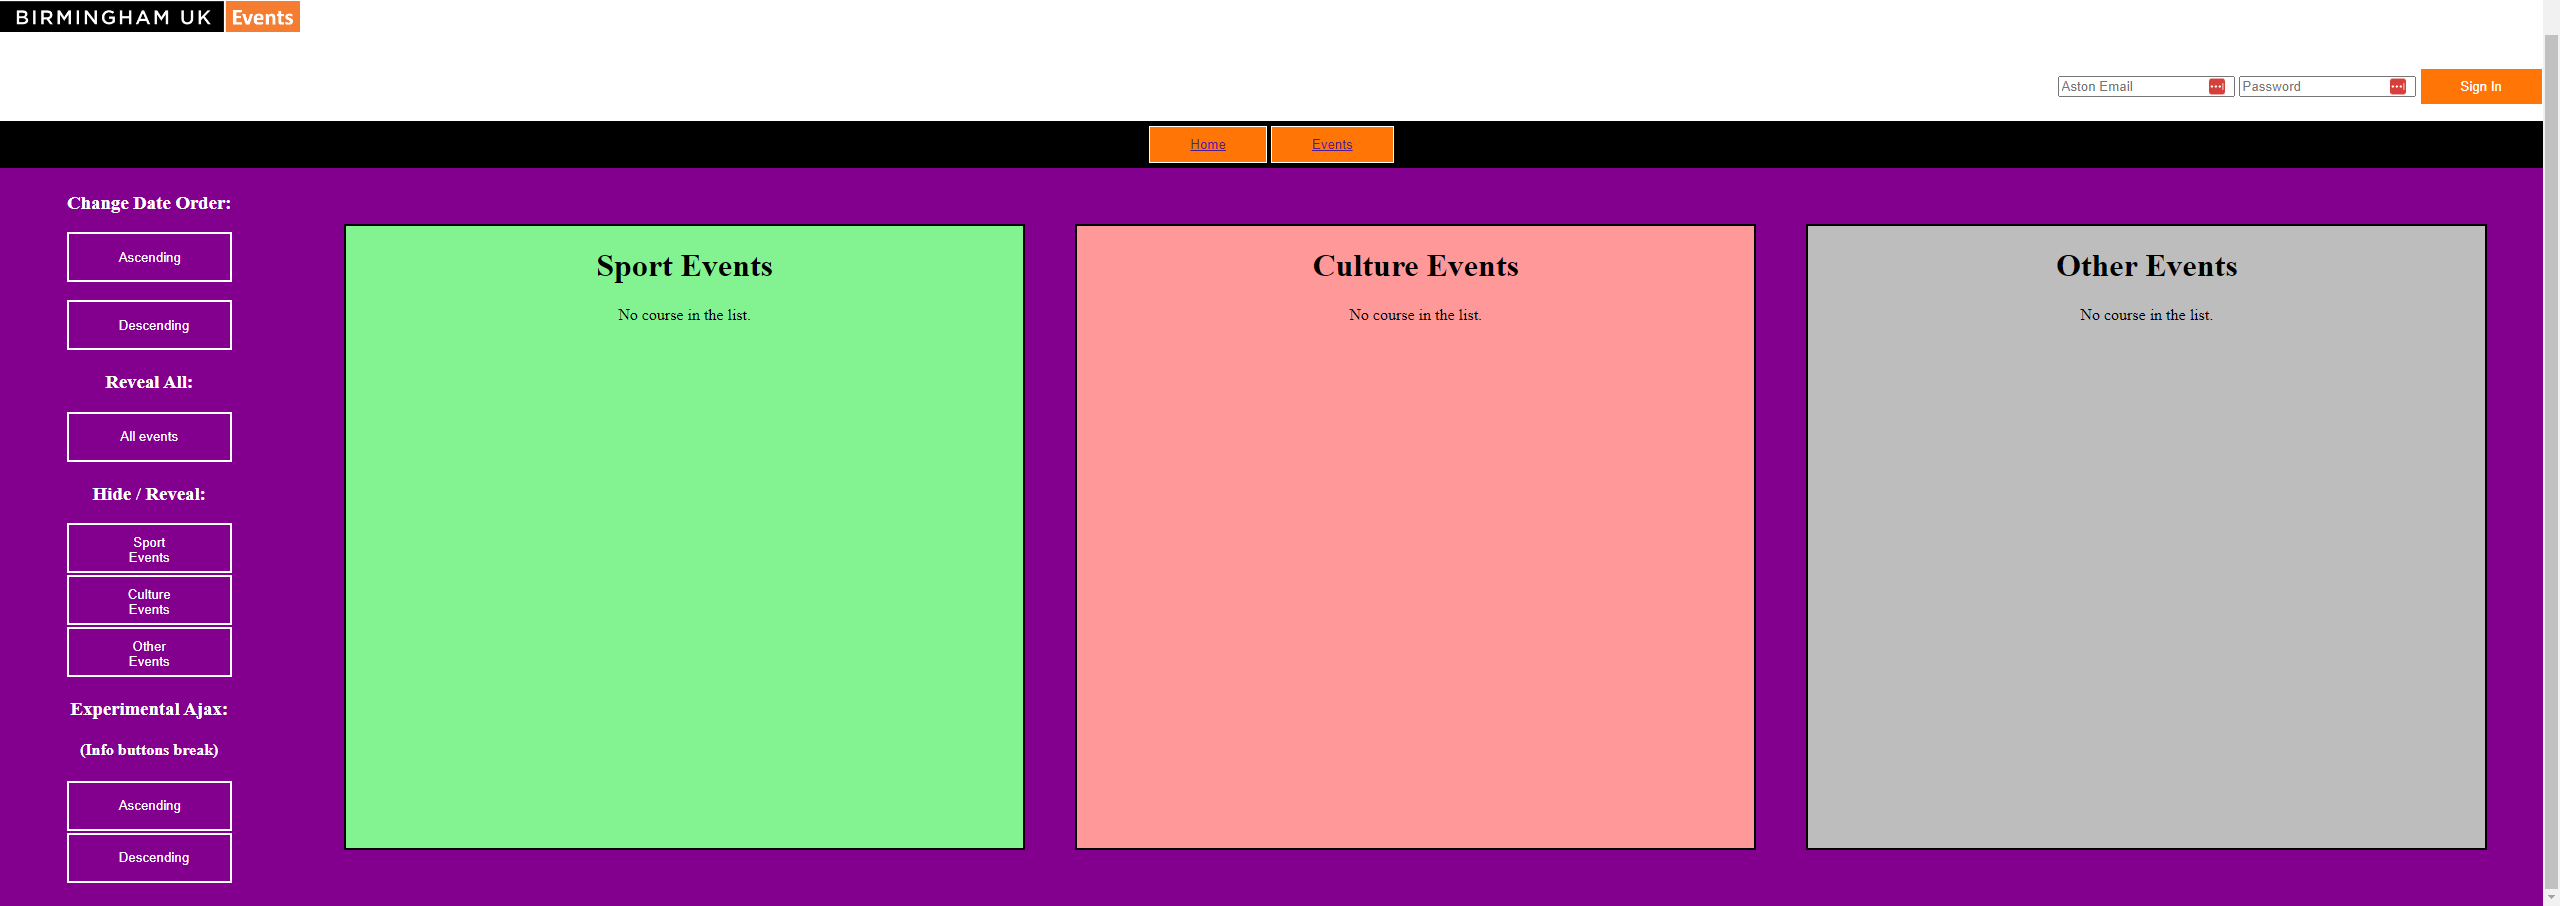 BIRMINGHAM UK Events
Aston Email Password Sign In
Home Events
Change Date Order:
Ascending
Descending
Reveal All:
All events
Hide / Reveal:
Sport
Events
Culture
Events
Other
Events
Experimental Ajax:
(Info buttons break)
Ascending
Descending
Sport Events
No course in the list.
Culture Events
No course in the list.
Other Events
No course in the list.